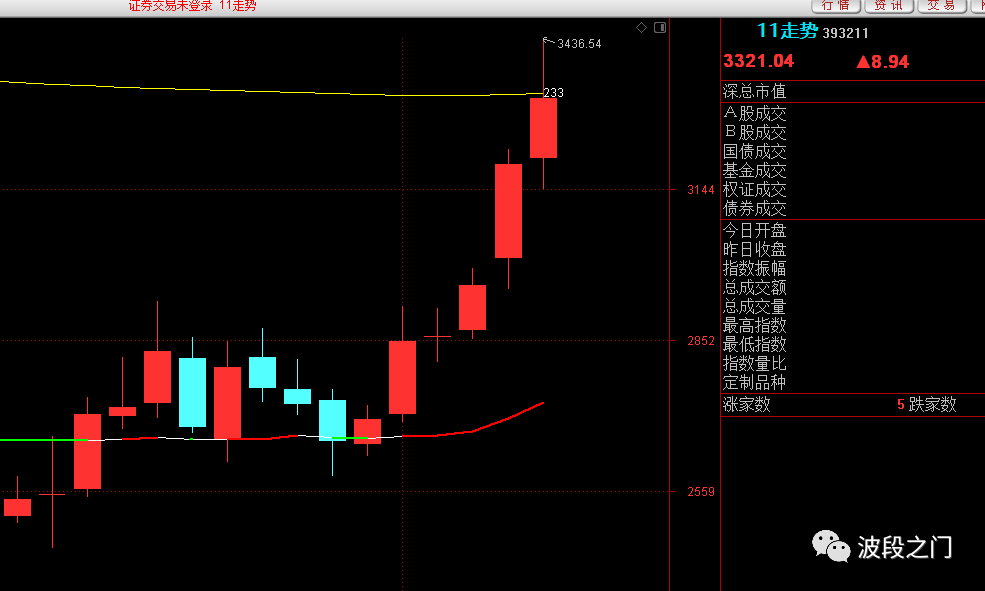 证券交易未登录 11走势
行情 资讯 交易
3436.54
233
3144
2852
2559
11走势 393211
3321.04 ▲8.94
深总市值
A股成交
B股成交
国债成交
基金成交
权证成交
债券成交
今日开盘
昨日收盘
指数振幅
总成交额
总成交量
最高指数
最低指数
指数量比
定制品种
涨家数 5 跌家数
波段之门